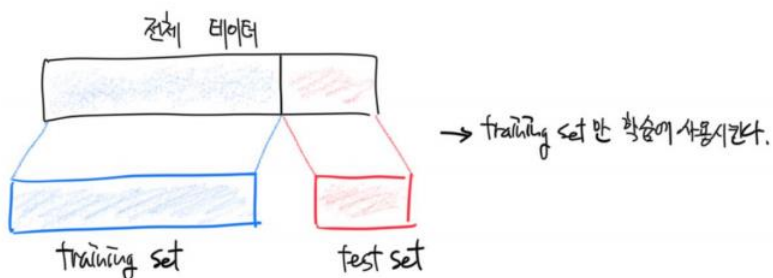 전체 데이터
→ training set 만 학습에 사용시킨다.
training set
test set